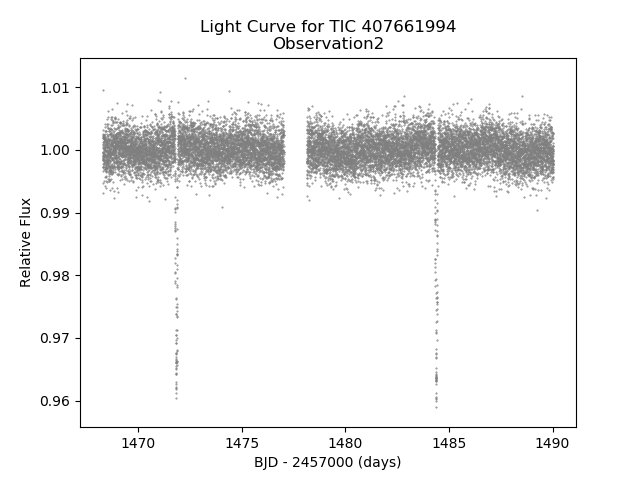 Light Curve for TIC 407661994
Observation2
1.01
1.00
0.99
0.98
0.97
0.96
Relative Flux
1470
1475
1480
1485
1490
BJD - 2457000 (days)